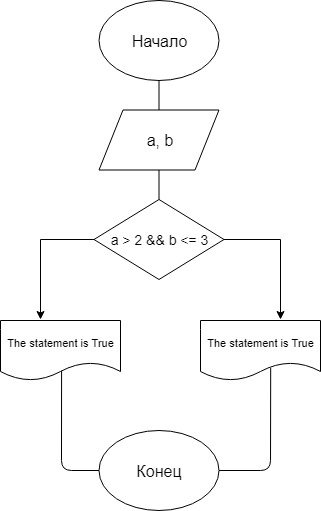 Начало
a, b
a > 2 && b <= 3
The statement is True
The statement is True
Конец